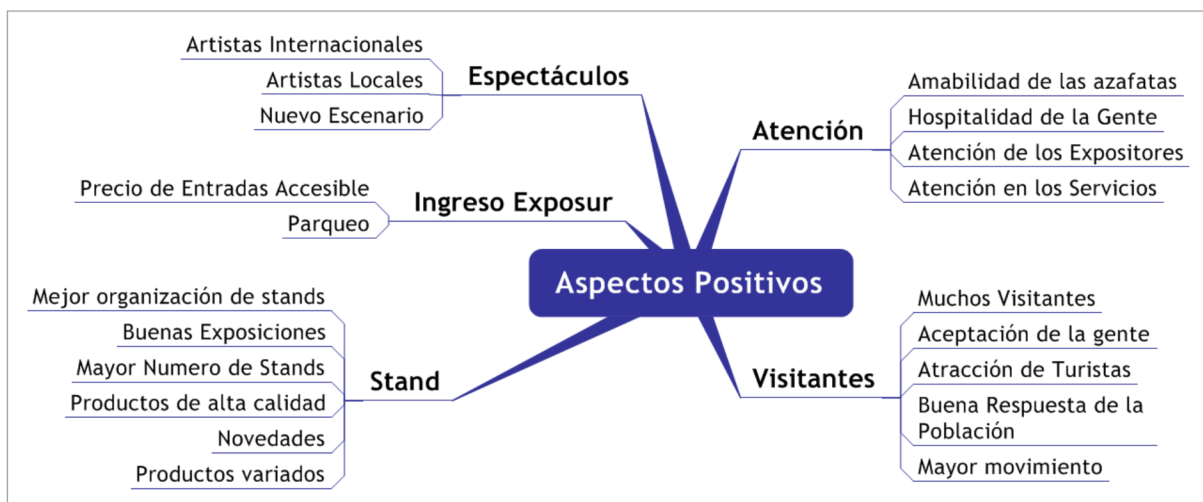 Aspectos Positivos
Espectáculos
Artistas Internacionales
Artistas Locales
Nuevo Escenario
Ingreso Exposur
Precio de Entradas Accesible
Parqueo
Stand
Mejor organización de stands
Buenas Exposiciones
Mayor Numero de Stands
Productos de alta calidad
Novedades
Productos variados
Atención
Amabilidad de las azafatas
Hospitalidad de la Gente
Atención de los Expositores
Atención en los Servicios
Visitantes
Muchos Visitantes
Aceptación de la gente
Atracción de Turistas
Buena Respuesta de la
Población
Mayor movimiento